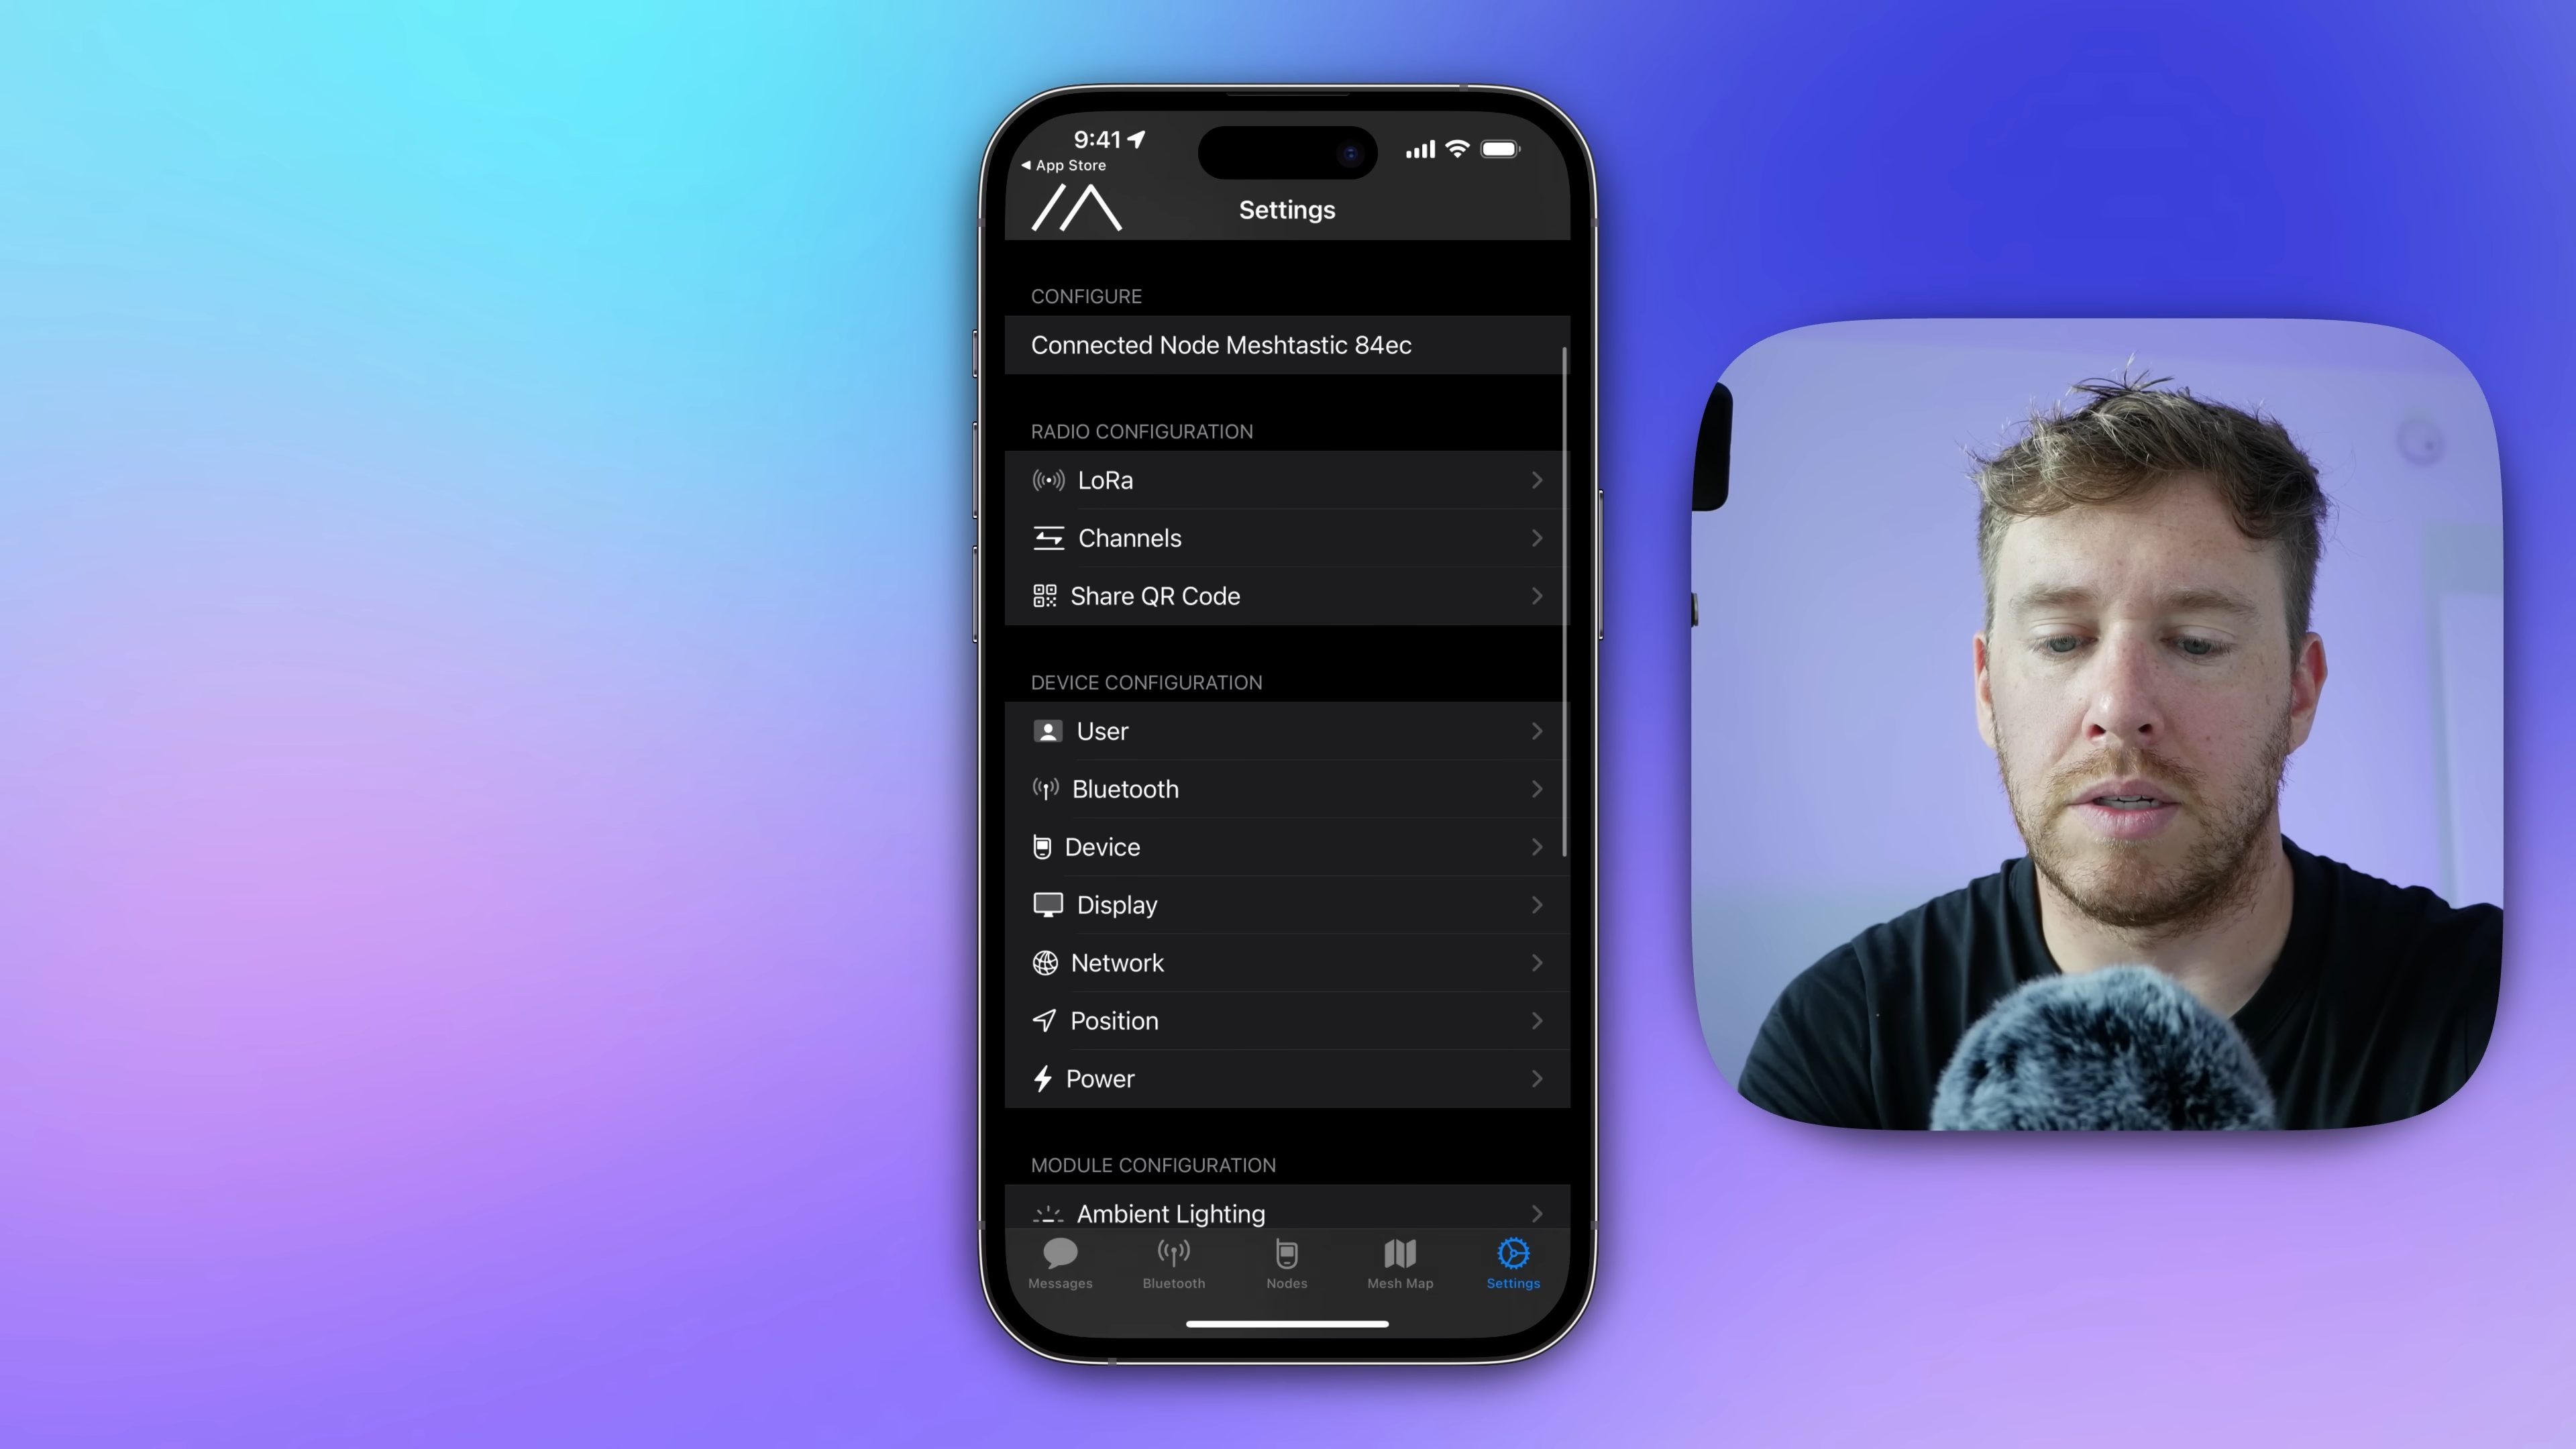 9:41
App Store
Settings
CONFIGURE
Connected Node Meshtastic 84ec
RADIO CONFIGURATION
LoRa
Channels
Share QR Code
DEVICE CONFIGURATION
User
Bluetooth
Device
Display
Network
Position
Power
MODULE CONFIGURATION
Ambient Lighting
Messages Bluetooth Nodes Mesh Map Settings